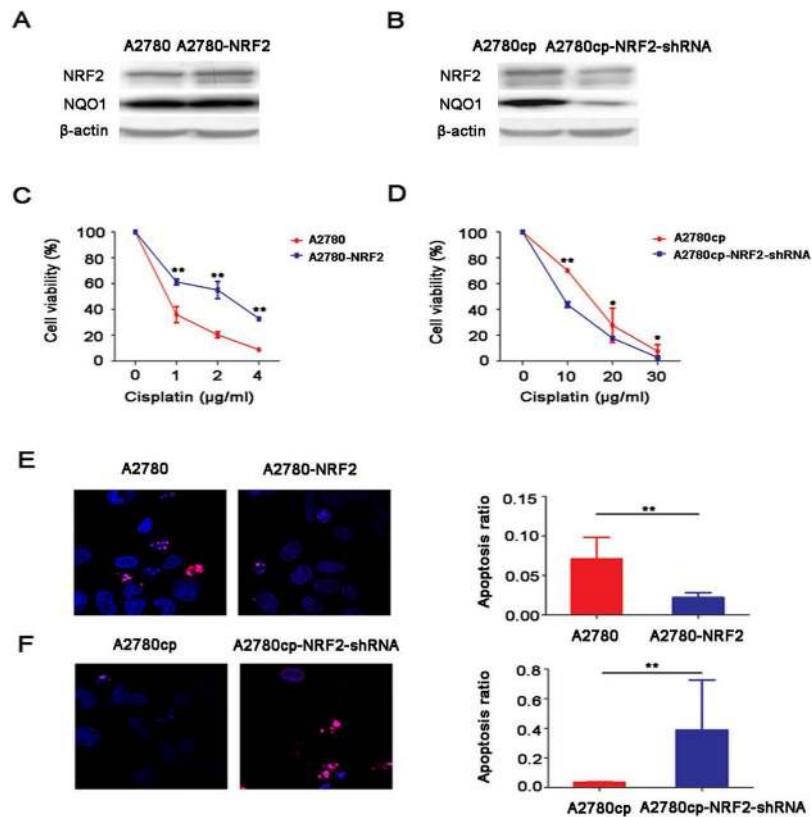 A
B
A2780 A2780-NRF2
A2780cp A2780cp-NRF2-shRNA
NRF2
NQO1
β-actin
NRF2
NQO1
β-actin
C
D
100
80
60
40
20
0
Cell viability (%)
**
**
**
A2780
A2780-NRF2
0 1 2 4
Cisplatin (μg/ml)
100
80
60
40
20
0
Cell viability (%)
**
*
*
A2780cp
A2780cp-NRF2-shRNA
0 10 20 30
Cisplatin (μg/ml)
E
A2780 A2780-NRF2
0.15
0.10
0.05
0.00
Apoptosis ratio
**
A2780 A2780-NRF2
F
A2780cp A2780cp-NRF2-shRNA
0.8
0.6
0.4
0.2
0.0
Apoptosis ratio
**
A2780cp A2780cp-NRF2-shRNA